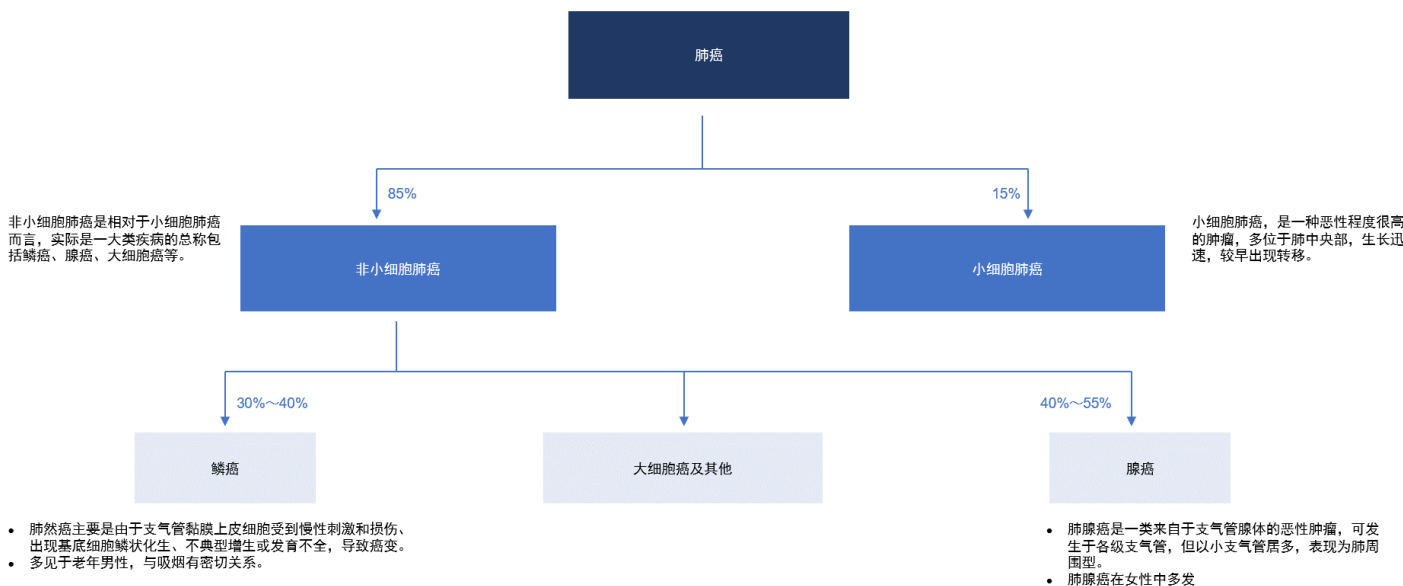 肺癌
85%
15%
非小细胞肺癌是相对于小细胞肺癌
而言，实际是一大类疾病的总称包
括鳞癌、腺癌、大细胞癌等。
非小细胞肺癌
小细胞肺癌
小细胞肺癌，是一种恶性程度很高
的肿瘤，多位于肺中央部，生长迅
速，较早出现转移。
30%～40%
40%～55%
鳞癌
大细胞癌及其他
腺癌
• 肺然癌主要是由于支气管黏膜上皮细胞受到慢性刺激和损伤、
出现基底细胞鳞状化生、不典型增生或发育不全，导致癌变。
• 多见于老年男性，与吸烟有密切关系。
• 肺腺癌是一类来自于支气管腺体的恶性肿瘤，可发
生于各级支气管，但以小支气管居多，表现为肺周
围型。
• 肺腺癌在女性中多发